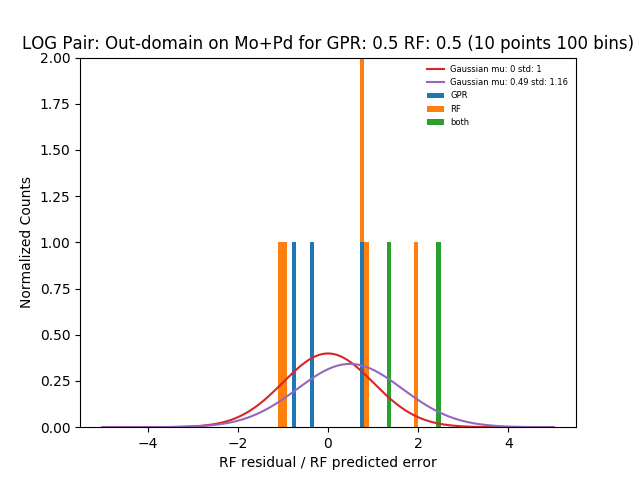 LOG Pair: Out-domain on Mo+Pd for GPR: 0.5 RF: 0.5 (10 points 100 bins)
Gaussian mu: 0 std: 1
Gaussian mu: 0.49 std: 1.16
GPR
RF
both
Normalized Counts
2.00
1.75
1.50
1.25
1.00
0.75
0.50
0.25
0.00
−4
−2
0
2
4
RF residual / RF predicted error